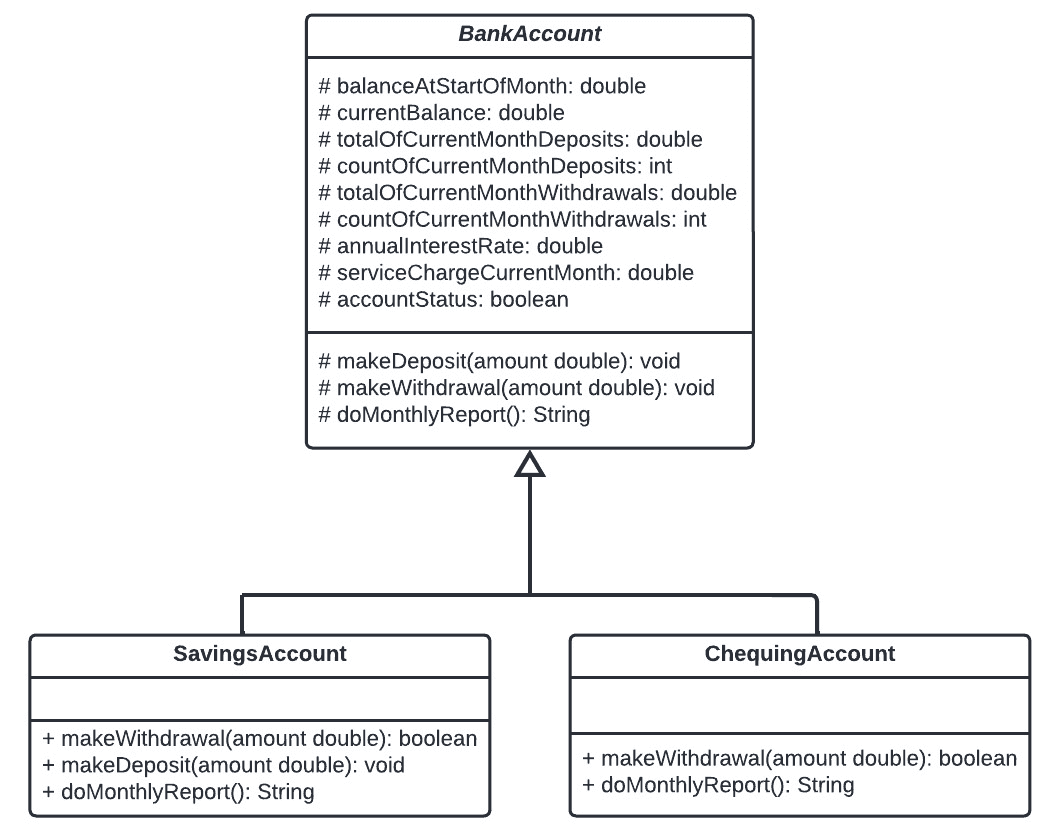 BankAccount
# balanceAtStartOfMonth: double
# currentBalance: double
# totalOfCurrentMonthDeposits: double
# countOfCurrentMonthDeposits: int
# totalOfCurrentMonthWithdrawals: double
# countOfCurrentMonthWithdrawals: int
# annualInterestRate: double
# serviceChargeCurrentMonth: double
# accountStatus: boolean
# makeDeposit(amount double): void
# makeWithdrawal(amount double): void
# doMonthlyReport(): String
SavingsAccount
+ makeWithdrawal(amount double): boolean
+ makeDeposit(amount double): void
+ doMonthlyReport(): String
ChequingAccount
+ makeWithdrawal(amount double): boolean
+ doMonthlyReport(): String